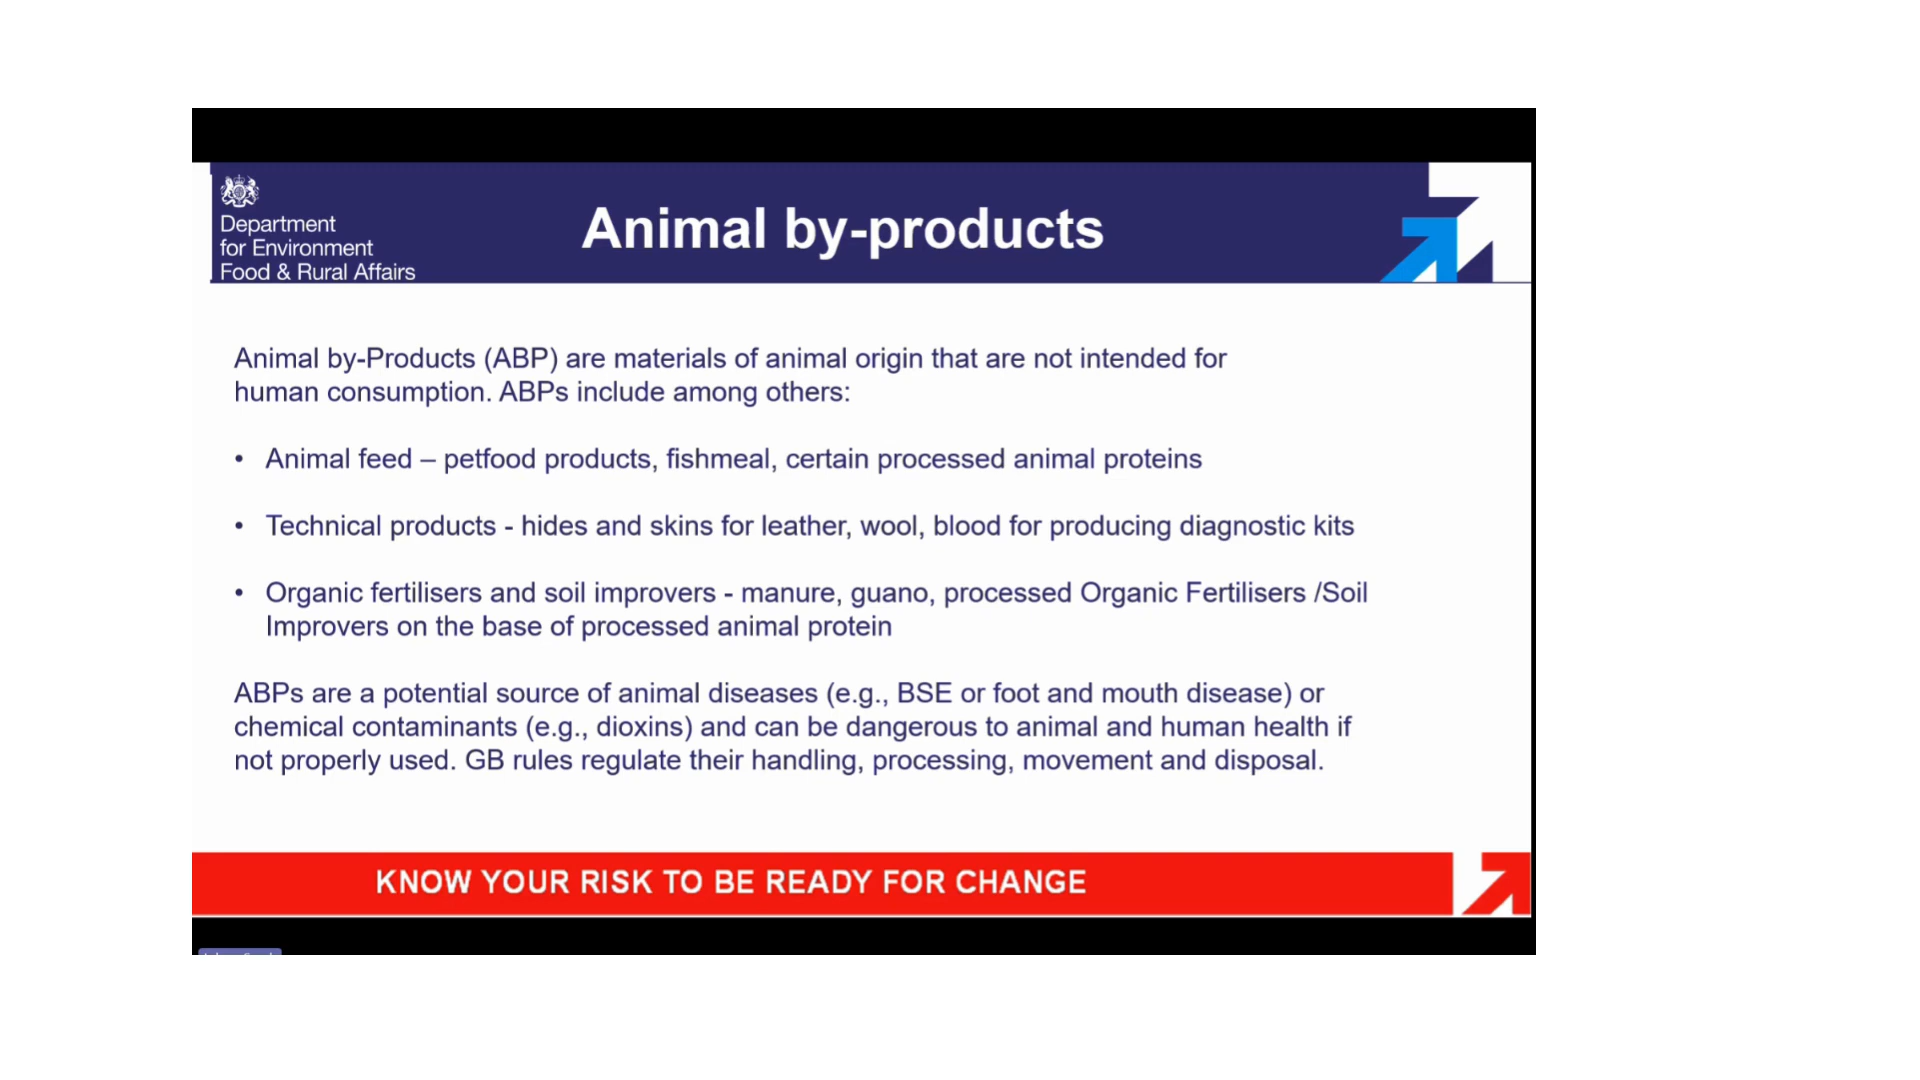 Department
for Environment
Food & Rural Affairs
Animal by-products
Animal by-Products (ABP) are materials of animal origin that are not intended for
human consumption. ABPs include among others:
• Animal feed – petfood products, fishmeal, certain processed animal proteins
• Technical products - hides and skins for leather, wool, blood for producing diagnostic kits
• Organic fertilisers and soil improvers - manure, guano, processed Organic Fertilisers /Soil
Improvers on the base of processed animal protein
ABPs are a potential source of animal diseases (e.g., BSE or foot and mouth disease) or
chemical contaminants (e.g., dioxins) and can be dangerous to animal and human health if
not properly used. GB rules regulate their handling, processing, movement and disposal.
KNOW YOUR RISK TO BE READY FOR CHANGE